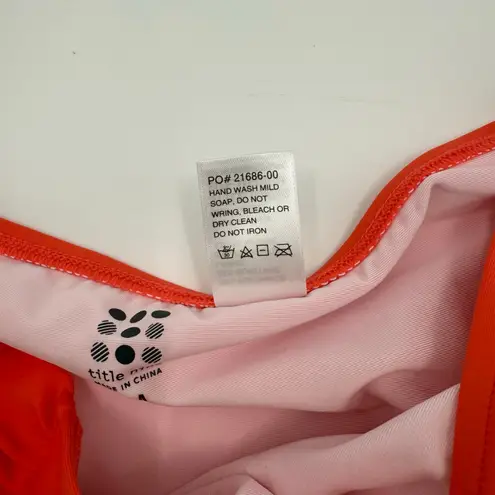 PO# 21686-00
HAND WASH MILD
SOAP, DO NOT
WRING, BLEACH OR
DRY CLEAN
DO NOT IRON
title
MADE IN CHINA